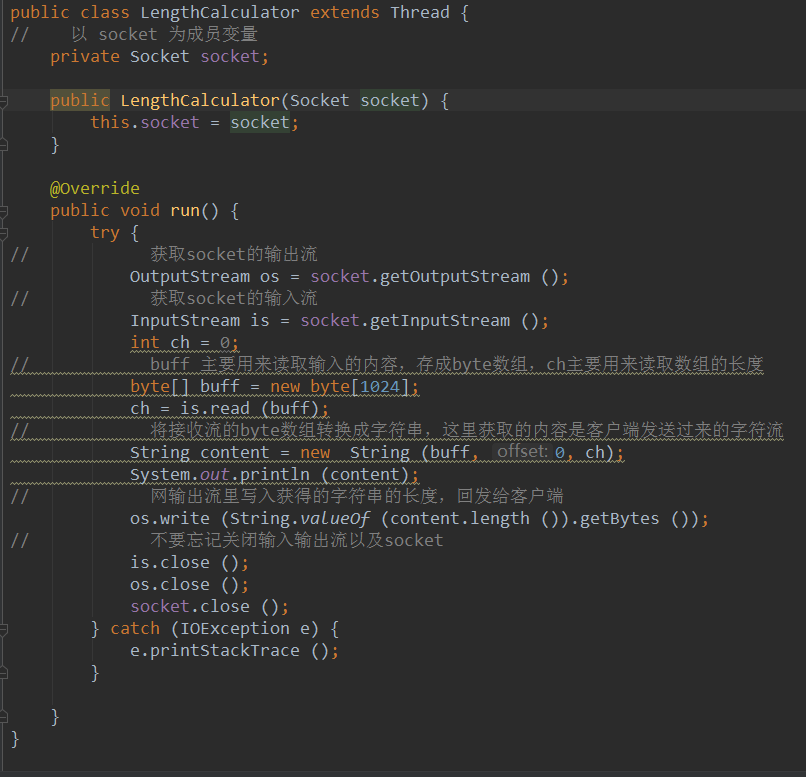 public class LengthCalculator extends Thread {
//    以 socket 为成员变量
    private Socket socket;
    public LengthCalculator(Socket socket) {
        this.socket = socket;
    }
    @Override
    public void run() {
        try {
//            获取socket的输出流
            OutputStream os = socket.getOutputStream ();
//            获取socket的输入流
            InputStream is = socket.getInputStream ();
            int ch = 0;
//            buff 主要用来读取输入的内容，存成byte数组，ch主要用来读取数组的长度
            byte[] buff = new byte[1024];
            ch = is.read (buff);
//            将接收流的byte数组转换成字符串，这里获取的内容是客户端发送过来的字符流
            String content = new  String (buff, offset: 0, ch);
            System.out.println (content);
//            网输出流里写入获得的字符串的长度，回发给客户端
            os.write (String.valueOf (content.length ()).getBytes ());
//            不要忘记关闭输入输出流以及socket
            is.close ();
            os.close ();
            socket.close ();
        } catch (IOException e) {
            e.printStackTrace ();
        }
    }
}